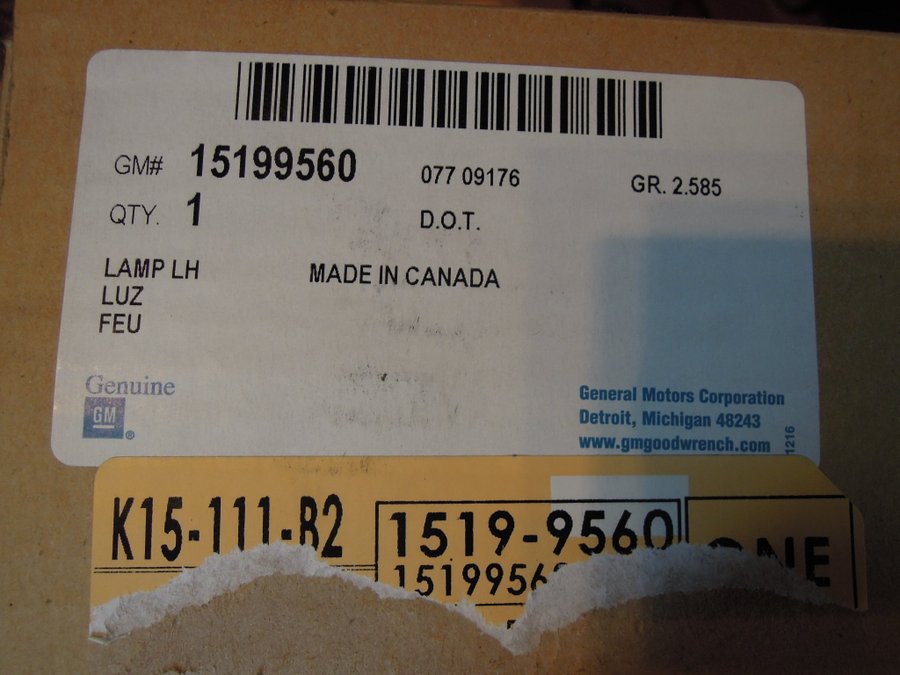 GM# 15199560 077 09176 GR. 2.585
QTY. 1 D.O.T.
LAMP LH MADE IN CANADA
LUZ
FEU
Genuine
GM
®
General Motors Corporation
Detroit, Michigan 48243
www.gmgoodwrench.com
1216
K15-111-B2
1519-9560
1519956